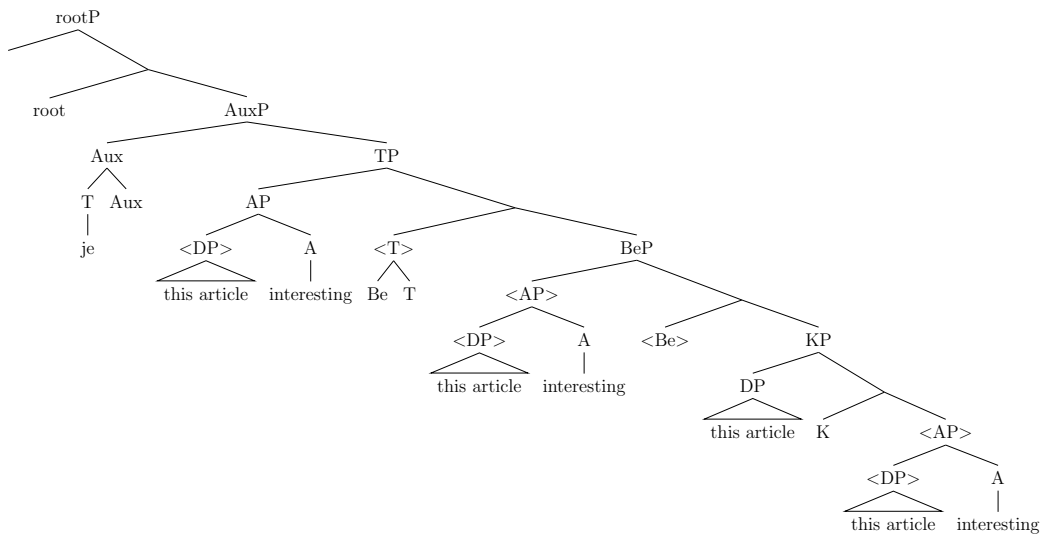 rootP
root AuxP
Aux TP
T Aux AP
je <DP> A <T> BeP
this article interesting Be T <AP>
<DP> A <Be> KP
this article interesting DP
this article K <AP>
<DP> A
this article interesting